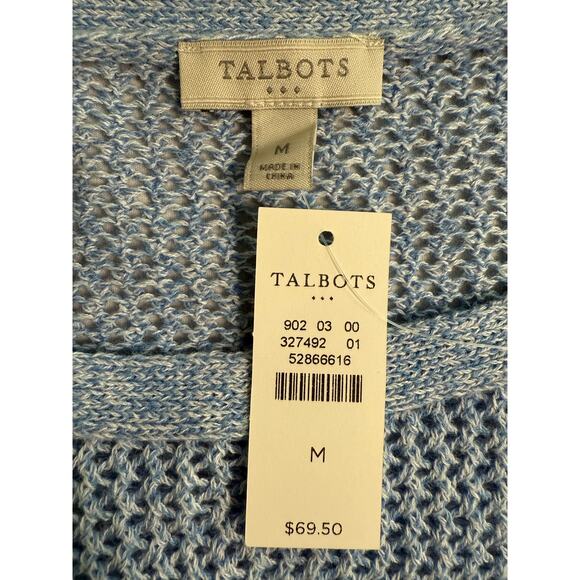 TALBOTS
M
MADE IN
CHINA
TALBOTS
902 03 00
327492 01
52866616
M
$69.50